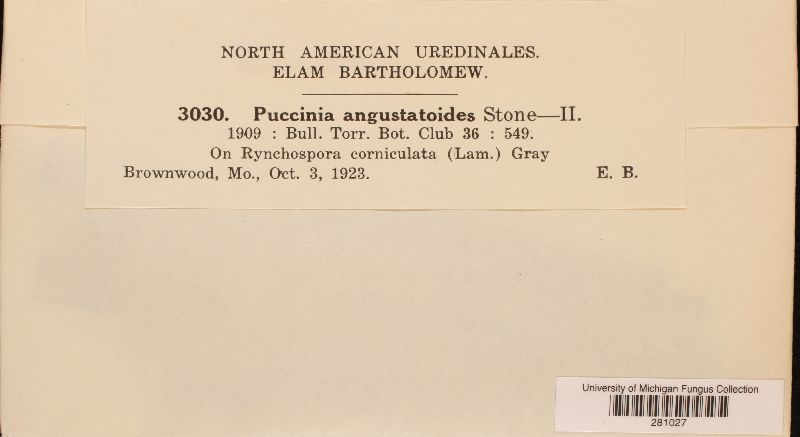 NORTH AMERICAN UREDINALES.
ELAM BARTHOLOMEW.
3030. Puccinia angustatoides Stone—II.
1909 : Bull. Torr. Bot. Club 36 : 549.
On Rynchospora corniculata (Lam.) Gray
Brownwood, Mo., Oct. 3, 1923. E. B.
University of Michigan Fungus Collection
281027